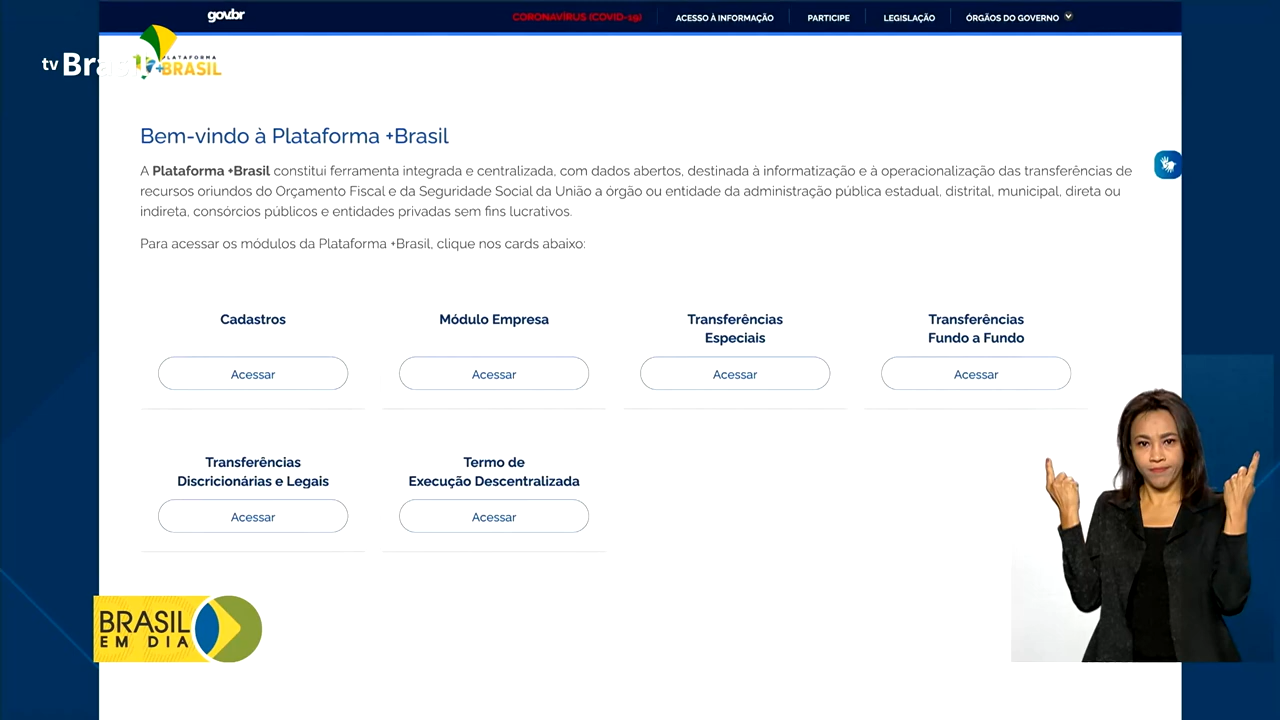 gov.br
CORONAVÍRUS (COVID-19)
ACESSO À INFORMAÇÃO
PARTICIPE
LEGISLAÇÃO
ÓRGÃOS DO GOVERNO
tv Brasil
PLATAFORMA
+BRASIL
Bem-vindo à Plataforma +Brasil
A Plataforma +Brasil constitui ferramenta integrada e centralizada, com dados abertos, destinada à informatização e à operacionalização das transferências de
recursos oriundos do Orçamento Fiscal e da Seguridade Social da União a órgão ou entidade da administração pública estadual, distrital, municipal, direta ou
indireta, consórcios públicos e entidades privadas sem fins lucrativos.
Para acessar os módulos da Plataforma +Brasil, clique nos cards abaixo:
Cadastros
Acessar
Módulo Empresa
Acessar
Transferências
Especiais
Acessar
Transferências
Fundo a Fundo
Acessar
Transferências
Discricionárias e Legais
Acessar
Termo de
Execução Descentralizada
Acessar
BRASIL
EM DIA